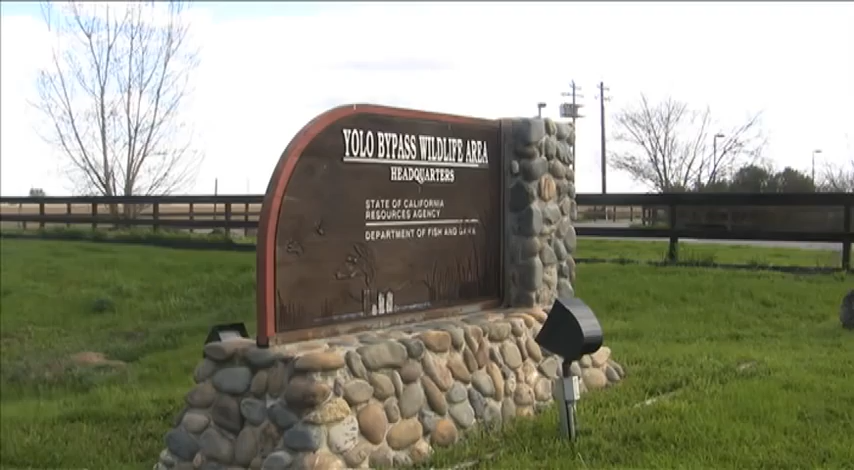 YOLO BYPASS WILDLIFE AREA
HEADQUARTERS
STATE OF CALIFORNIA
RESOURCES AGENCY
DEPARTMENT OF FISH AND GAME